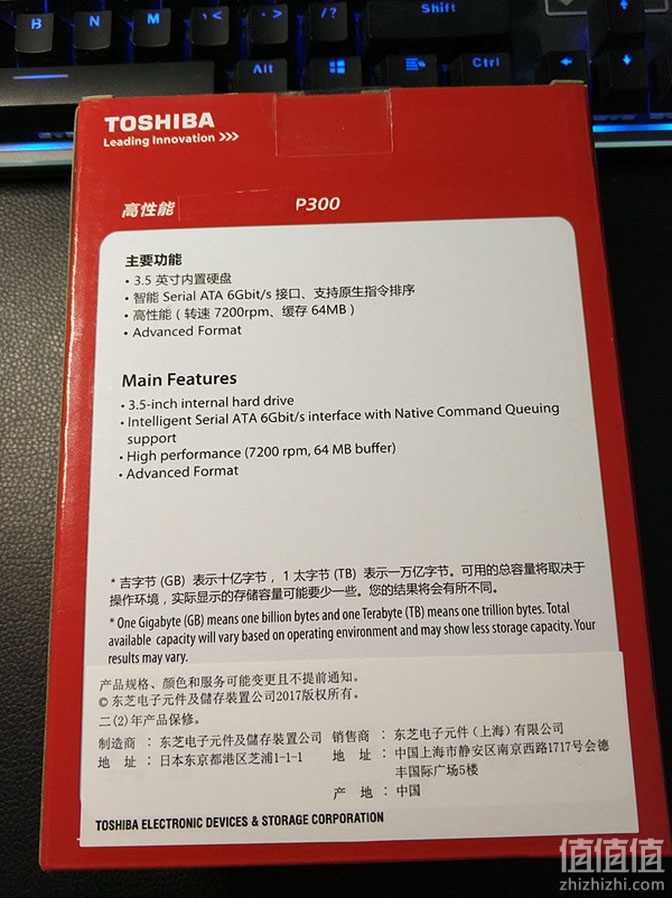 B
N
M
<
>
/?
Shift
Alt
Ctrl
TOSHIBA
Leading Innovation >>>
高性能
P300
主要功能
• 3.5 英寸内置硬盘
• 智能 Serial ATA 6Gbit/s 接口、支持原生指令排序
• 高性能（转速 7200rpm、缓存 64MB）
• Advanced Format
Main Features
• 3.5-inch internal hard drive
• Intelligent Serial ATA 6Gbit/s interface with Native Command Queuing
support
• High performance (7200 rpm, 64 MB buffer)
• Advanced Format
* 吉字节 (GB) 表示十亿字节，1 太字节 (TB) 表示一万亿字节。可用的总容量将取决于
操作环境，实际显示的存储容量可能要少一些。您的结果将会有所不同。
* One Gigabyte (GB) means one billion bytes and one Terabyte (TB) means one trillion bytes. Total
available capacity will vary based on operating environment and may show less storage capacity. Your
results may vary.
产品规格、颜色和服务可能变更且不提前通知。
© 东芝电子元件及儲存裝置公司2017版权所有。
二(2)年产品保修。
制造商 ： 东芝电子元件及儲存裝置公司
地 址 ： 日本东京都港区芝浦1-1-1
销售商 ： 东芝电子元件（上海）有限公司
地 址 ： 中国上海市静安区南京西路1717号会德
丰国际广场5楼
产 地 ： 中国
TOSHIBA ELECTRONIC DEVICES & STORAGE CORPORATION
值值值
zhizhizhi.com